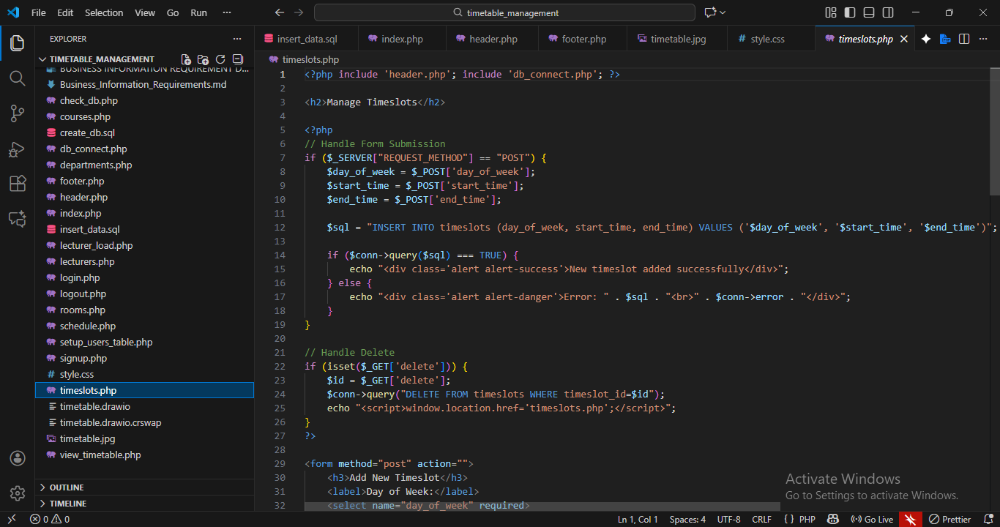 File Edit Selection View Go Run ··· timetable_management
EXPLORER ···
TIMETABLE_MANAGEMENT
BUSINESS INFORMATION REQUIREMENT D...
Business_Information_Requirements.md
check_db.php
courses.php
create_db.sql
db_connect.php
departments.php
footer.php
header.php
index.php
insert_data.sql
lecturer_load.php
lecturers.php
login.php
logout.php
rooms.php
schedule.php
setup_users_table.php
signup.php
# style.css
timeslots.php
timetable.drawio
timetable.drawio.crswap
timetable.jpg
view_timetable.php
OUTLINE
TIMELINE
insert_data.sql index.php header.php footer.php timetable.jpg # style.css timeslots.php ···
timeslots.php
1 <?php include 'header.php'; include 'db_connect.php'; ?>
2
3 <h2>Manage Timeslots</h2>
4
5 <?php
6 // Handle Form Submission
7 if ($_SERVER["REQUEST_METHOD"] == "POST") {
8     $day_of_week = $_POST['day_of_week'];
9     $start_time = $_POST['start_time'];
10     $end_time = $_POST['end_time'];
11
12     $sql = "INSERT INTO timeslots (day_of_week, start_time, end_time) VALUES ('$day_of_week', '$start_time', '$end_time')";
13
14     if ($conn->query($sql) === TRUE) {
15         echo "<div class='alert alert-success'>New timeslot added successfully</div>";
16     } else {
17         echo "<div class='alert alert-danger'>Error: " . $sql . "<br>" . $conn->error . "</div>";
18     }
19 }
20
21 // Handle Delete
22 if (isset($_GET['delete'])) {
23     $id = $_GET['delete'];
24     $conn->query("DELETE FROM timeslots WHERE timeslot_id=$id");
25     echo "<script>window.location.href='timeslots.php';</script>";
26 }
27 ?>
28
29 <form method="post" action="">
30     <h3>Add New Timeslot</h3>
31     <label>Day of Week:</label>
32     <select name="day_of_week" required>
Activate Windows
Go to Settings to activate Windows.
0 0 Ln 1, Col 1 Spaces: 4 UTF-8 CRLF { } PHP Go Live Prettier